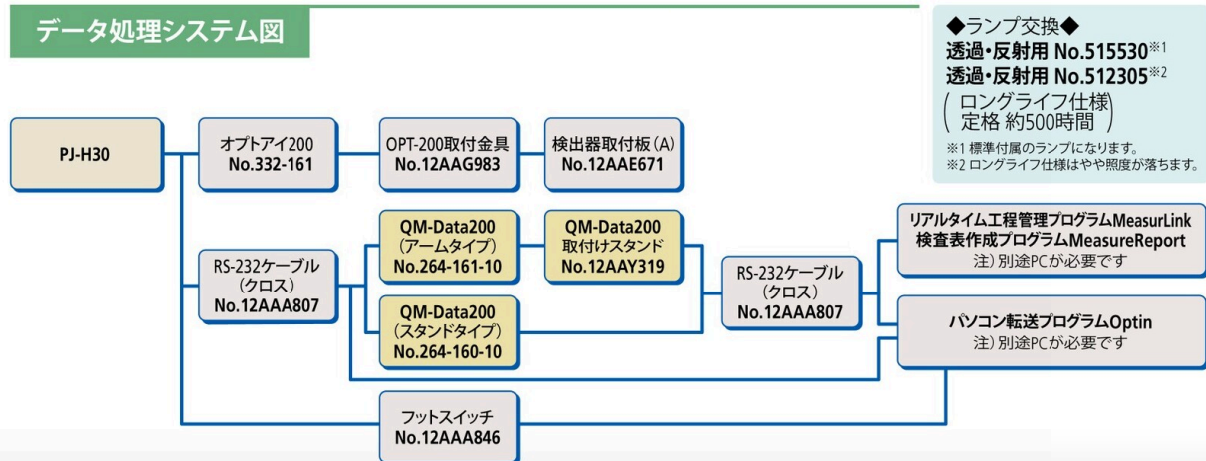 データ処理システム図
◆ランプ交換◆
透過・反射用 No.515530※1
透過・反射用 No.512305※2
(ロングライフ仕様
定格 約500時間)
※1 標準付属のランプになります。
※2 ロングライフ仕様はやや照度が落ちます。
PJ-H30
オプトアイ200
No.332-161
OPT-200取付金具
No.12AAG983
検出器取付板(A)
No.12AAE671
RS-232ケーブル
(クロス)
No.12AAA807
QM-Data200
(アームタイプ)
No.264-161-10
QM-Data200
取付けスタンド
No.12AAY319
QM-Data200
(スタンドタイプ)
No.264-160-10
RS-232ケーブル
(クロス)
No.12AAA807
リアルタイム工程管理プログラムMeasurLink
検査表作成プログラムMeasureReport
注)別途PCが必要です
パソコン転送プログラムOptin
注)別途PCが必要です
フットスイッチ
No.12AAA846